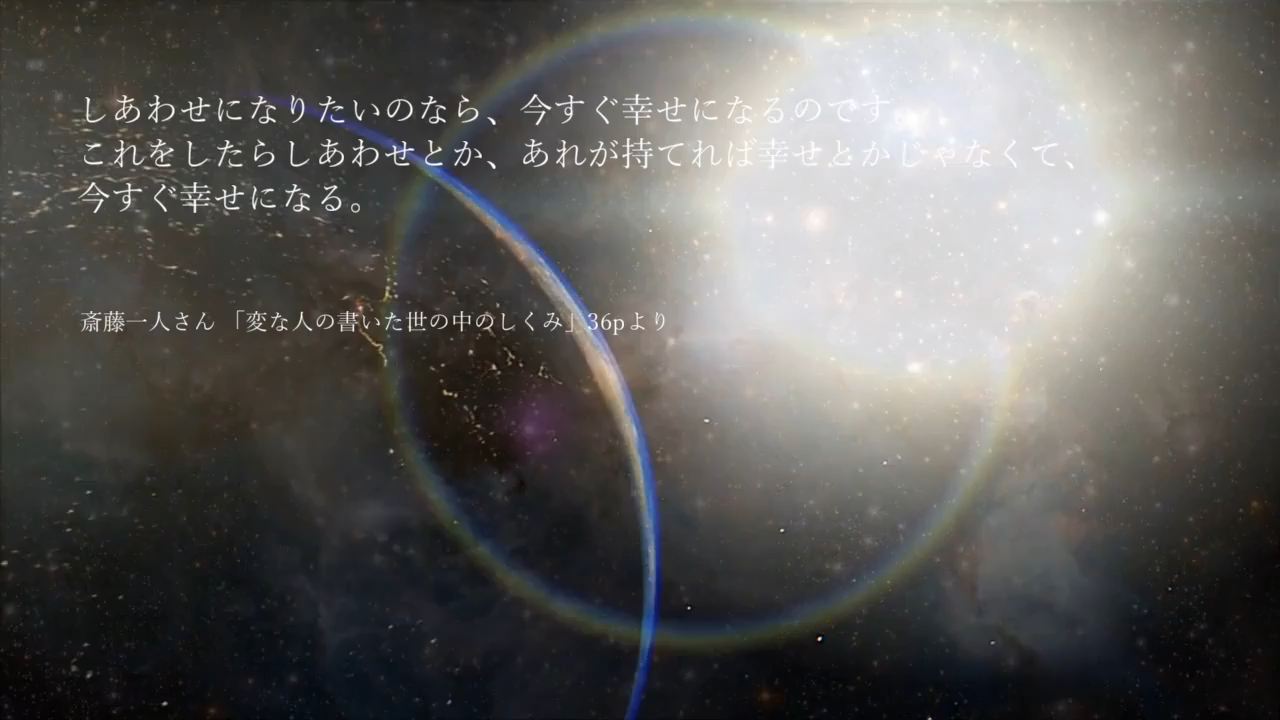 しあわせになりたいのなら、今すぐ幸せになるのです。
これをしたらしあわせとか、あれが持てれば幸せとかじゃなくて、
今すぐ幸せになる。
斎藤一人さん 「変な人の書いた世の中のしくみ」36pより